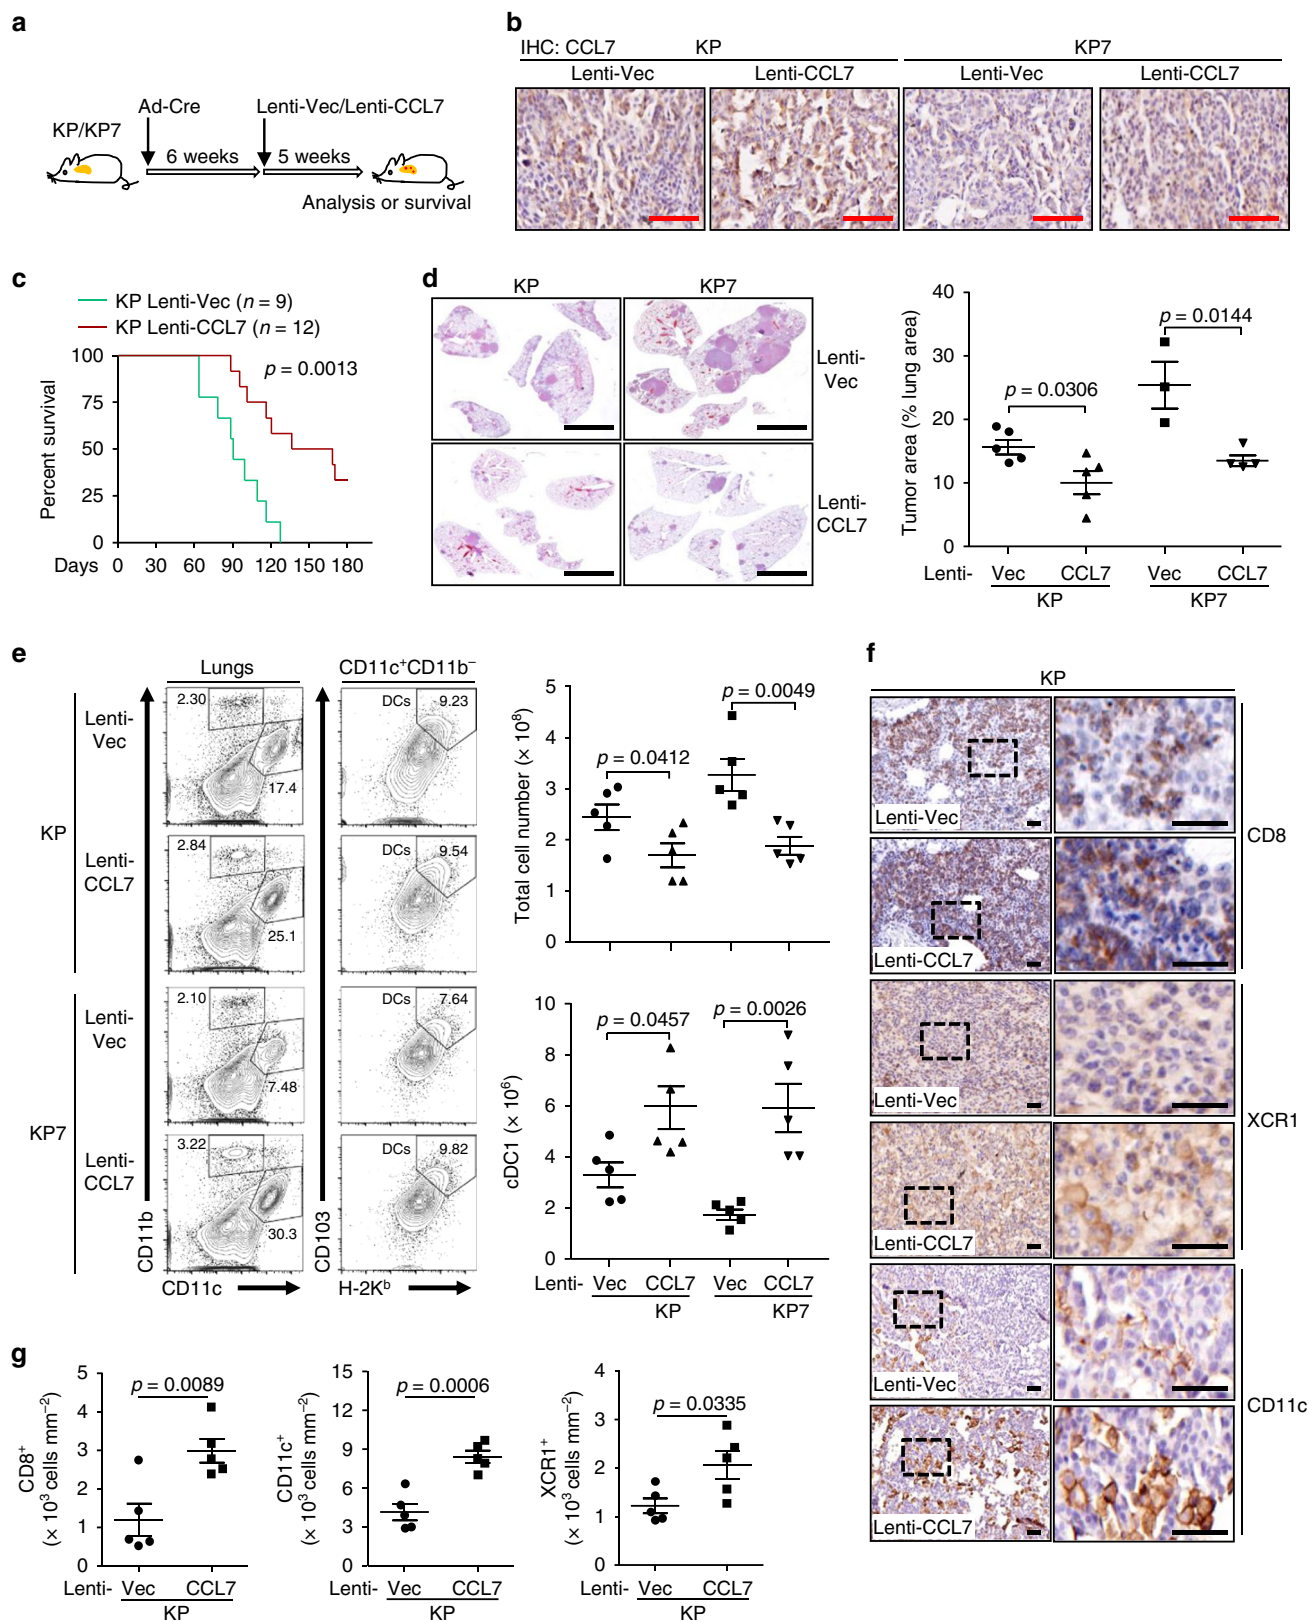 a
Ad-Cre
Lenti-Vec/Lenti-CCL7
KP/KP7
6 weeks
5 weeks
Analysis or survival
b
IHC: CCL7
KP
KP7
Lenti-Vec
Lenti-CCL7
Lenti-Vec
Lenti-CCL7
c
KP Lenti-Vec (n = 9)
KP Lenti-CCL7 (n = 12)
p = 0.0013
Percent survival
100
75
50
25
0
Days
0 30 60 90 120 150 180
d
KP
KP7
Lenti-
Vec
Lenti-
CCL7
Tumor area (% lung area)
40
30
20
10
0
p = 0.0306
p = 0.0144
Lenti-
Vec CCL7 Vec CCL7
KP KP7
e
Lungs
CD11c⁺CD11b⁻
KP
Lenti-
Vec
2.30
17.4
DCs
9.23
Lenti-
CCL7
2.84
25.1
DCs
9.54
KP7
Lenti-
Vec
2.10
7.48
DCs
7.64
Lenti-
CCL7
3.22
30.3
DCs
9.82
CD11b
CD11c
CD103
H-2Kᵇ
Total cell number (× 10⁸)
5
4
3
2
1
0
p = 0.0412
p = 0.0049
cDC1 (× 10⁶)
10
8
6
4
2
0
p = 0.0457
p = 0.0026
Lenti-
Vec CCL7 Vec CCL7
KP KP7
f
KP
Lenti-Vec
Lenti-CCL7
CD8
Lenti-Vec
Lenti-CCL7
XCR1
Lenti-Vec
Lenti-CCL7
CD11c
g
CD8⁺
(× 10³ cells mm⁻²)
5
4
3
2
1
0
p = 0.0089
Lenti-
Vec CCL7
KP
CD11c⁺
(× 10³ cells mm⁻²)
15
12
9
6
3
0
p = 0.0006
Lenti-
Vec CCL7
KP
XCR1⁺
(× 10³ cells mm⁻²)
4
3
2
1
0
p = 0.0335
Lenti-
Vec CCL7
KP